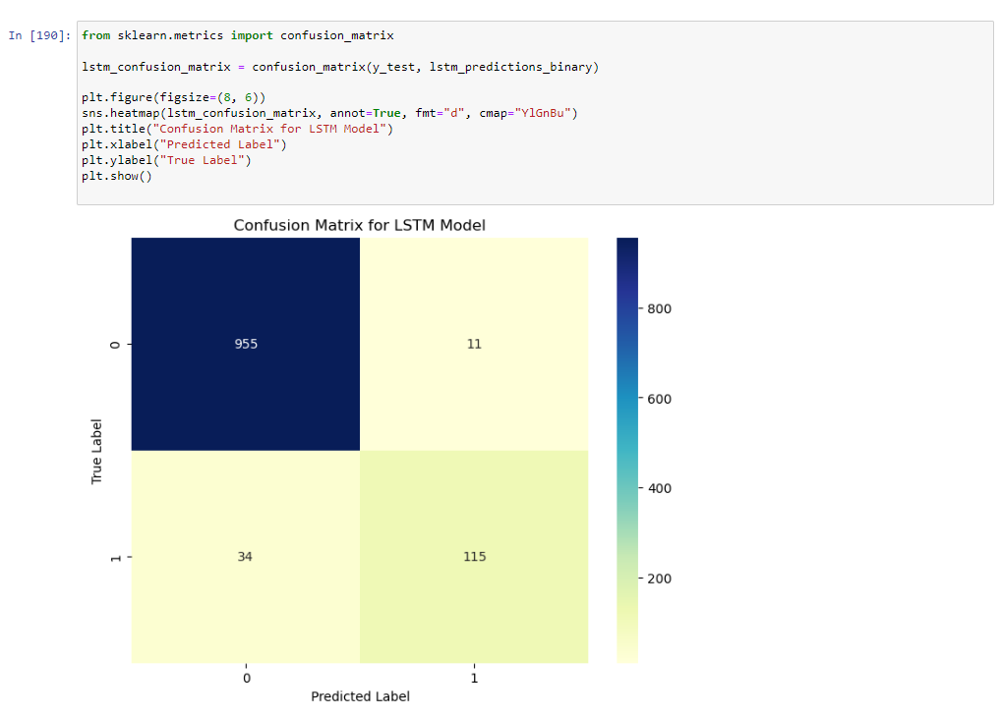 In [190]:
from sklearn.metrics import confusion_matrix
lstm_confusion_matrix = confusion_matrix(y_test, lstm_predictions_binary)
plt.figure(figsize=(8, 6))
sns.heatmap(lstm_confusion_matrix, annot=True, fmt="d", cmap="YlGnBu")
plt.title("Confusion Matrix for LSTM Model")
plt.xlabel("Predicted Label")
plt.ylabel("True Label")
plt.show()
Confusion Matrix for LSTM Model
955
11
34
115
0
1
True Label
0
1
Predicted Label
800
600
400
200